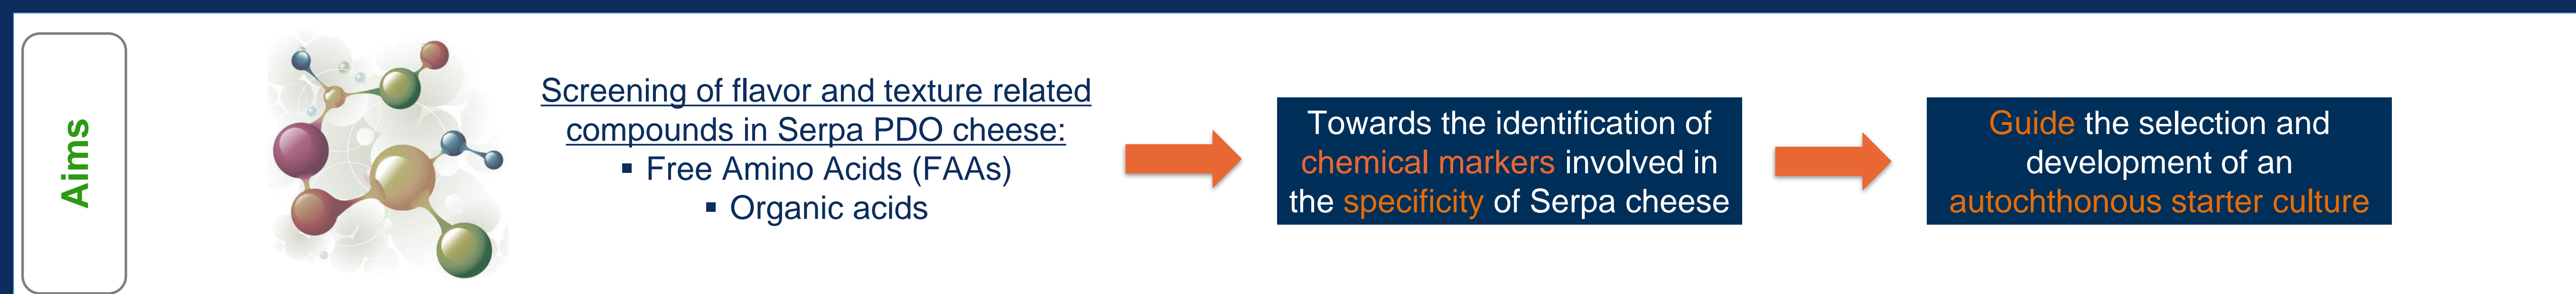 Aims
Screening of flavor and texture related
compounds in Serpa PDO cheese:
▪ Free Amino Acids (FAAs)
▪ Organic acids
Towards the identification of
chemical markers involved in
the specificity of Serpa cheese
Guide the selection and
development of an
autochthonous starter culture